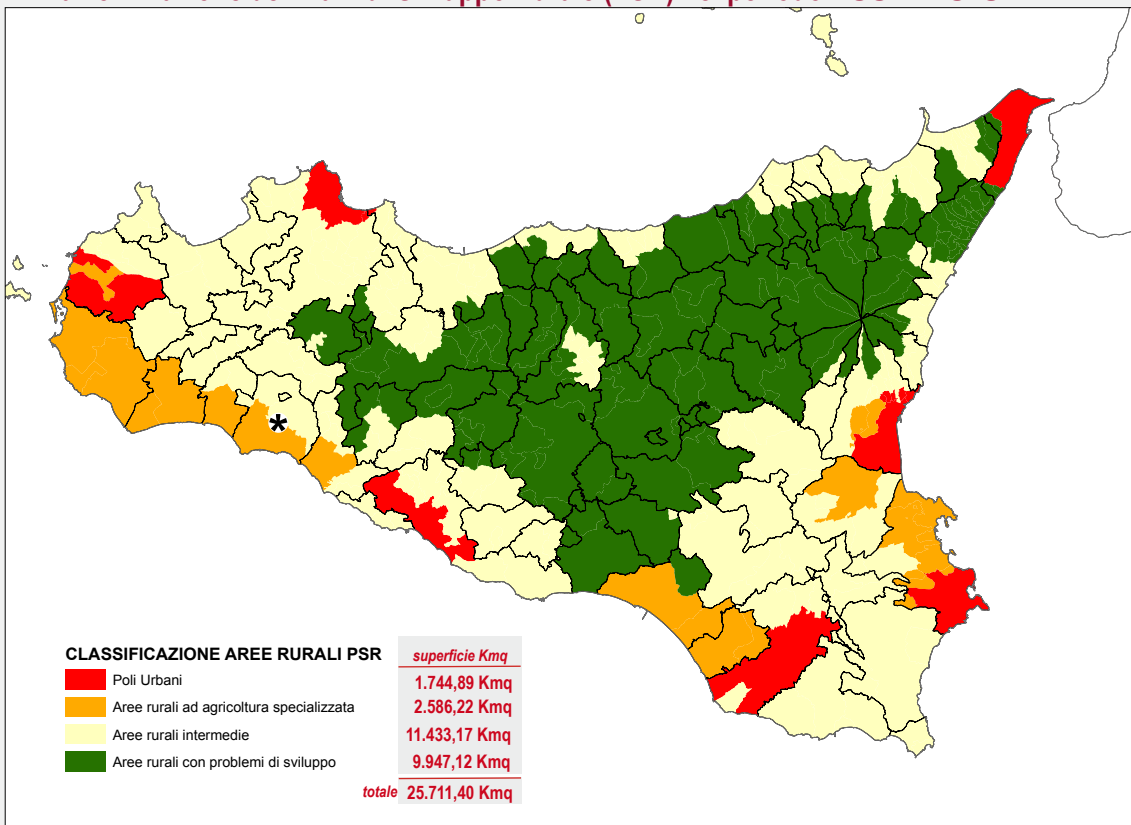 CLASSIFICAZIONE AREE RURALI PSR
superficie Kmq
Poli Urbani 1.744,89 Kmq
Aree rurali ad agricoltura specializzata 2.586,22 Kmq
Aree rurali intermedie 11.433,17 Kmq
Aree rurali con problemi di sviluppo 9.947,12 Kmq
totale 25.711,40 Kmq
*